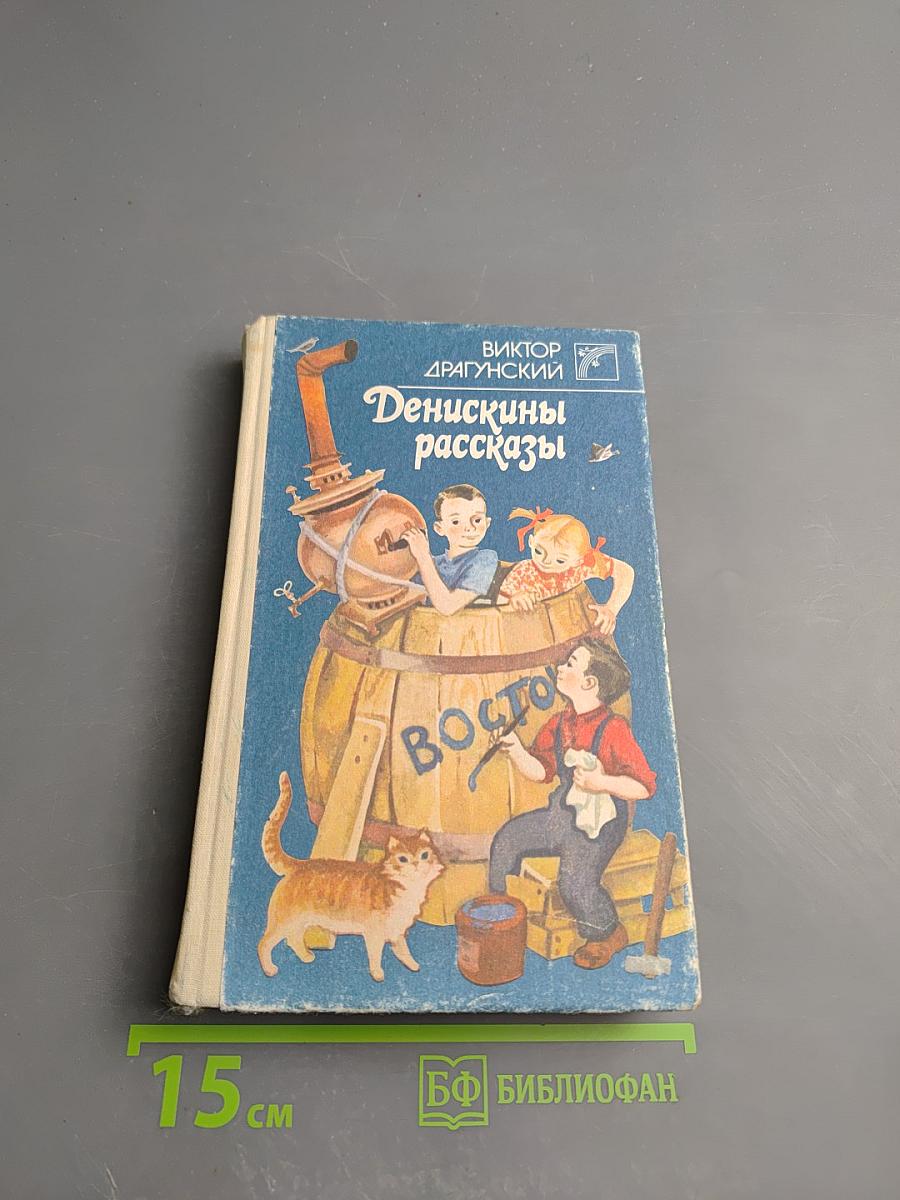 ВИКТОР
ДРАГУНСКИЙ
Денискины
рассказы
ВОСТО
15 см
БФ БИБЛИОФАН